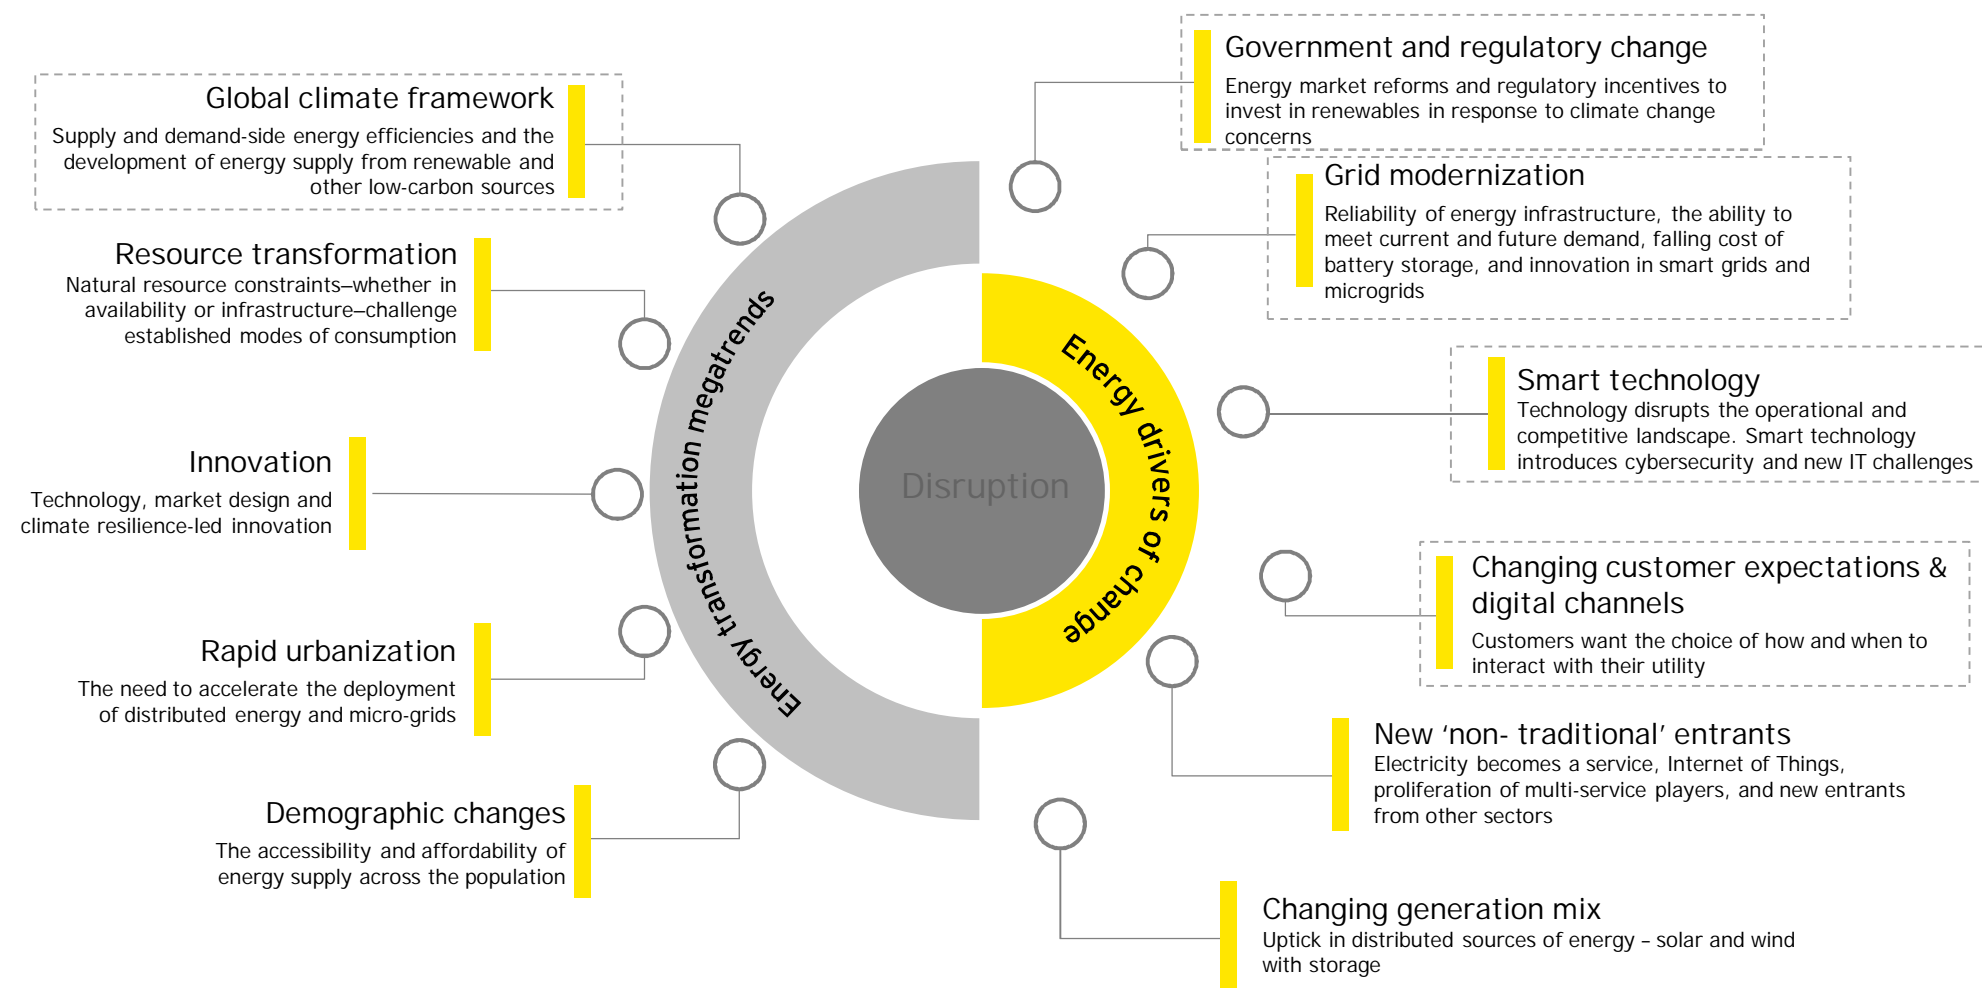 Global climate framework
Supply and demand-side energy efficiencies and the
development of energy supply from renewable and
other low-carbon sources
Resource transformation
Natural resource constraints—whether in
availability or infrastructure—challenge
established modes of consumption
Innovation
Technology, market design and
climate resilience-led innovation
Rapid urbanization
The need to accelerate the deployment
of distributed energy and micro-grids
Demographic changes
The accessibility and affordability of
energy supply across the population
Energy transformation megatrends
Disruption
Energy drivers of change
Government and regulatory change
Energy market reforms and regulatory incentives to
invest in renewables in response to climate change
concerns
Grid modernization
Reliability of energy infrastructure, the ability to
meet current and future demand, falling cost of
battery storage, and innovation in smart grids and
microgrids
Smart technology
Technology disrupts the operational and
competitive landscape. Smart technology
introduces cybersecurity and new IT challenges
Changing customer expectations &
digital channels
Customers want the choice of how and when to
interact with their utility
New ‘non- traditional’ entrants
Electricity becomes a service, Internet of Things,
proliferation of multi-service players, and new entrants
from other sectors
Changing generation mix
Uptick in distributed sources of energy – solar and wind
with storage